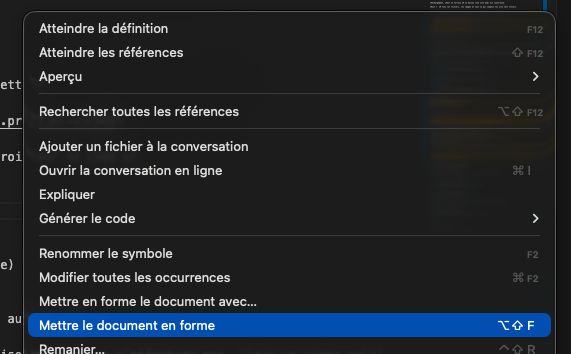 Atteindre la définition F12
Atteindre les références ⇧ F12
Aperçu
ett
Rechercher toutes les références ⌥⇧ F12
.pr
Ajouter un fichier à la conversation
roi
Ouvrir la conversation en ligne ⌘ I
Expliquer
Générer le code
Renommer le symbole F2
e)
Modifier toutes les occurrences ⌘ F2
Mettre en forme le document avec...
au
Mettre le document en forme ⌥⇧ F
ise
Remanier... ^⇧ R